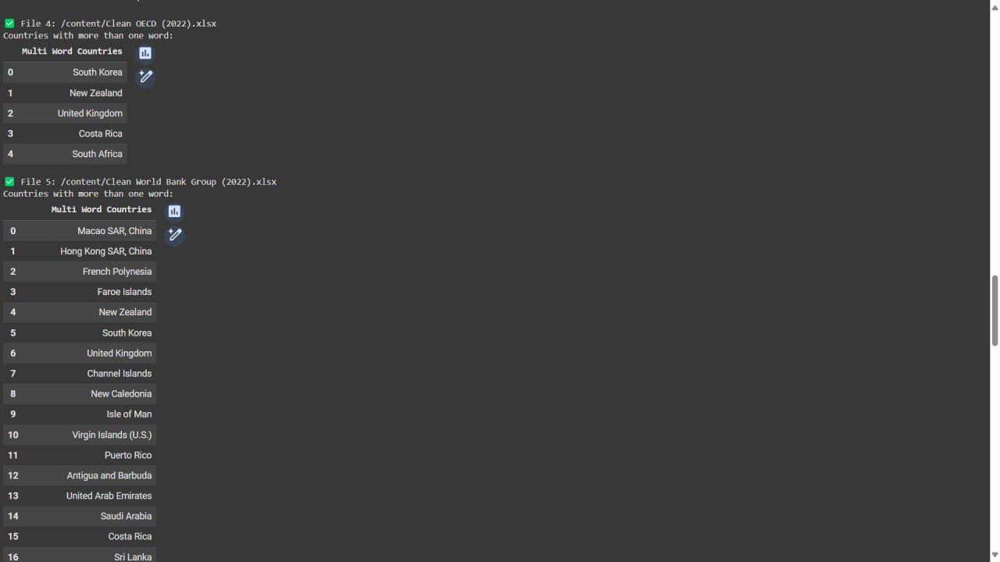 ✅ File 4: /content/Clean OECD (2022).xlsx
Countries with more than one word:
Multi Word Countries
0 South Korea
1 New Zealand
2 United Kingdom
3 Costa Rica
4 South Africa
✅ File 5: /content/Clean World Bank Group (2022).xlsx
Countries with more than one word:
Multi Word Countries
0 Macao SAR, China
1 Hong Kong SAR, China
2 French Polynesia
3 Faroe Islands
4 New Zealand
5 South Korea
6 United Kingdom
7 Channel Islands
8 New Caledonia
9 Isle of Man
10 Virgin Islands (U.S.)
11 Puerto Rico
12 Antigua and Barbuda
13 United Arab Emirates
14 Saudi Arabia
15 Costa Rica
16 Sri Lanka